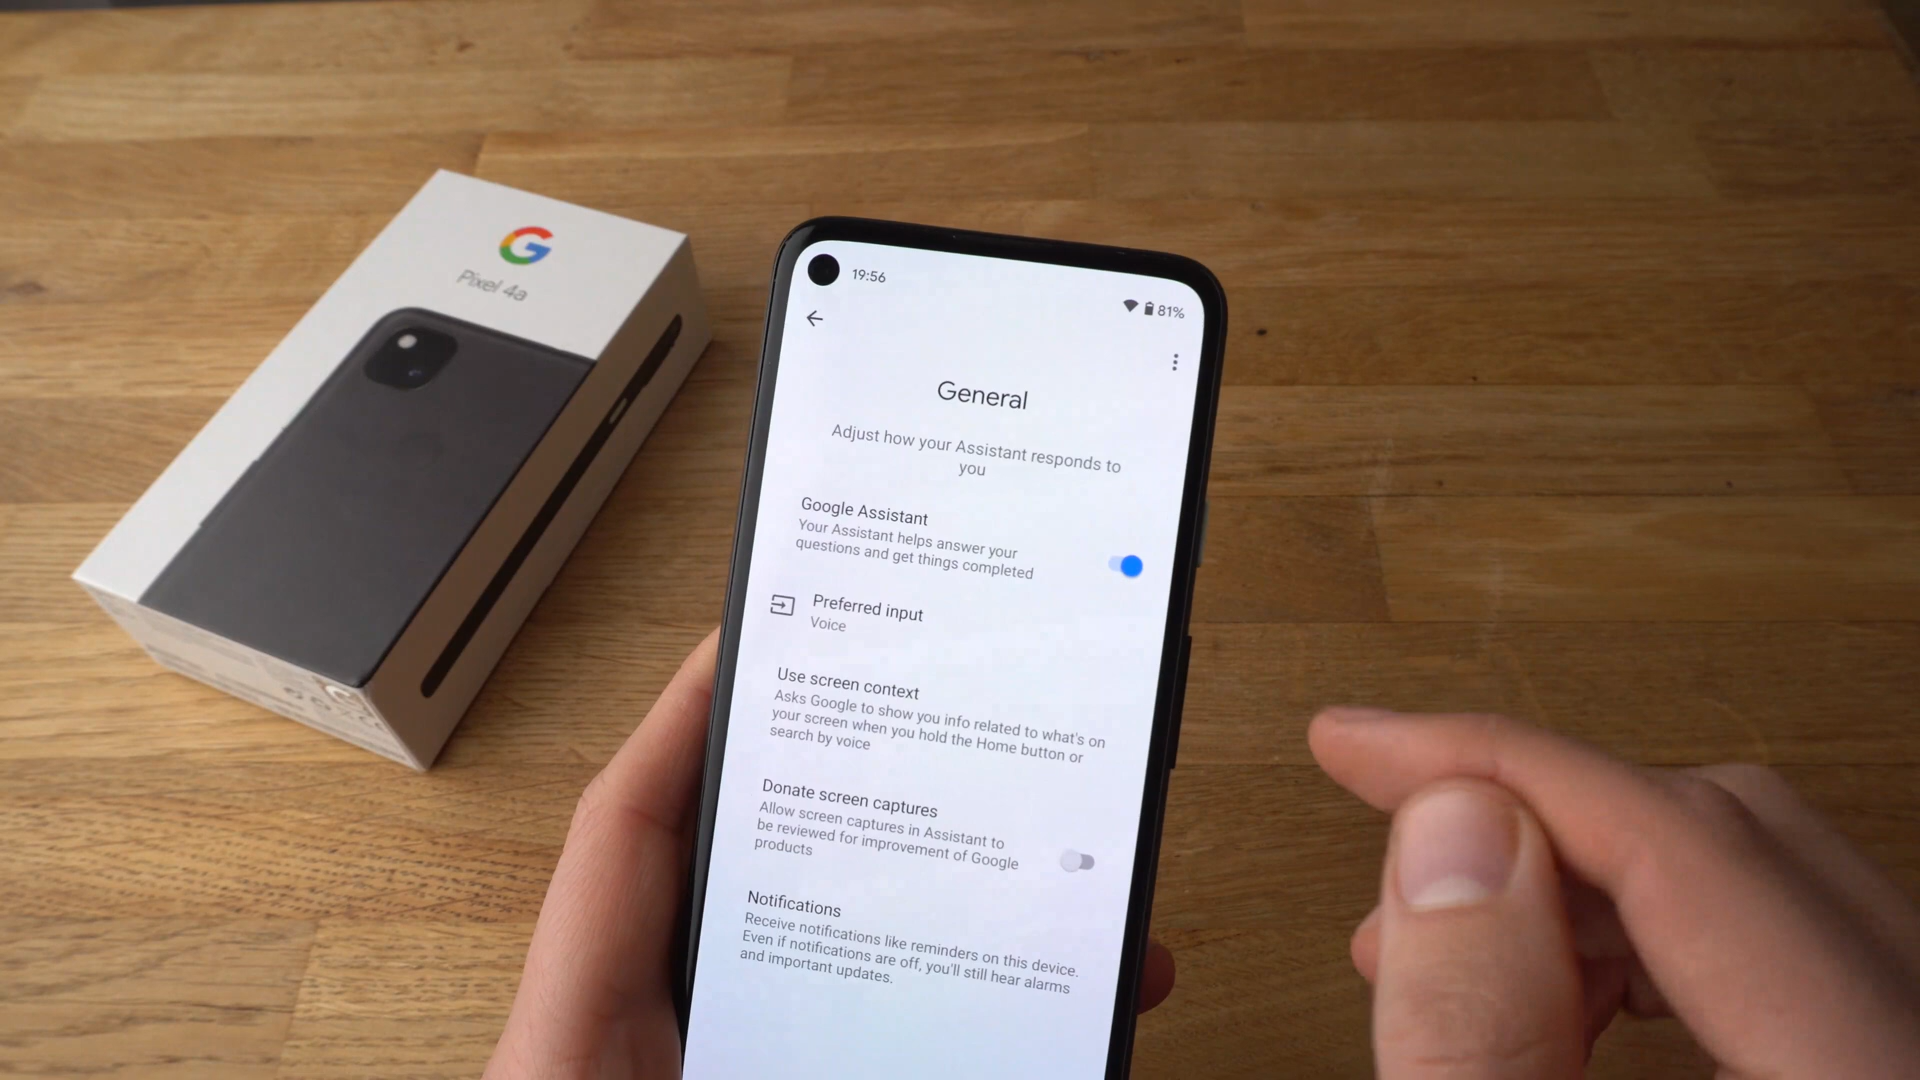 G
Pixel 4a
19:56
81%
General
Adjust how your Assistant responds to
you
Google Assistant
Your Assistant helps answer your
questions and get things completed
Preferred input
Voice
Use screen context
Asks Google to show you info related to what's on
your screen when you hold the Home button or
search by voice
Donate screen captures
Allow screen captures in Assistant to
be reviewed for improvement of Google
products
Notifications
Receive notifications like reminders on this device.
Even if notifications are off, you'll still hear alarms
and important updates.